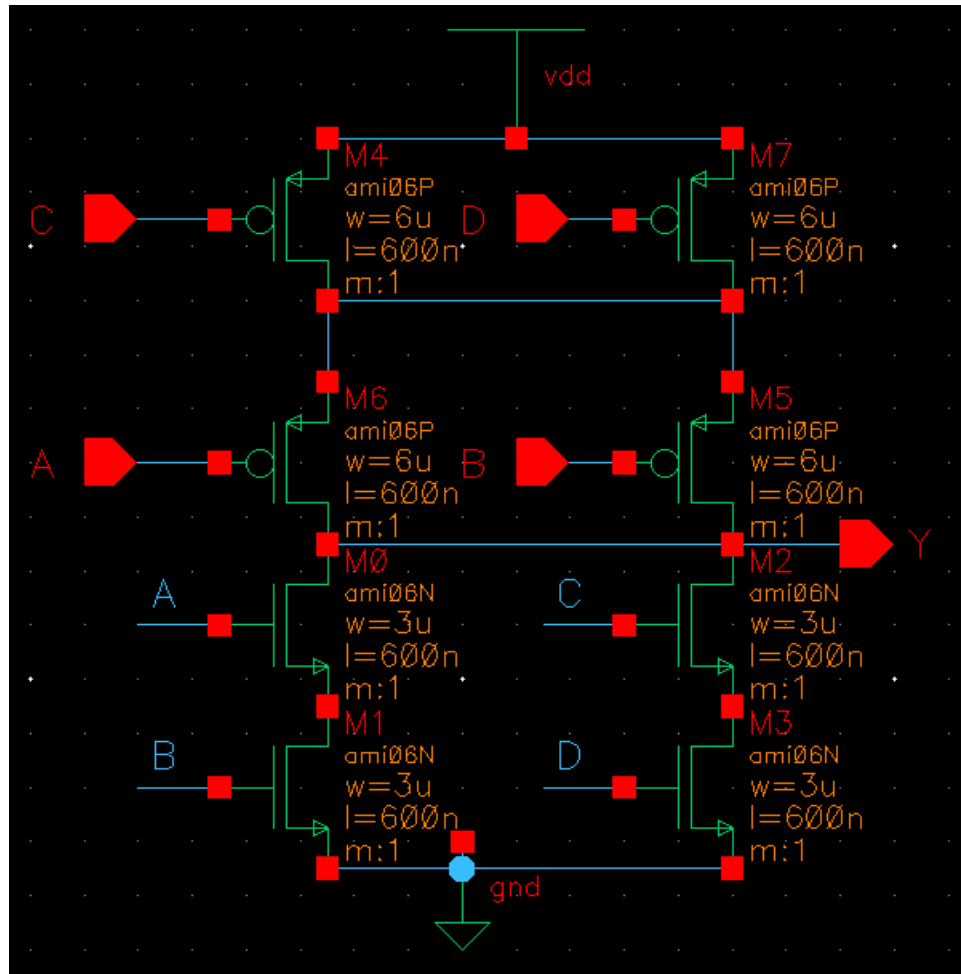 vdd
M4
ami06P
w=6u
l=600n
m:1
C
M7
ami06P
w=6u
l=600n
m:1
D
M6
ami06P
w=6u
l=600n
m:1
A
M5
ami06P
w=6u
l=600n
m:1
B
Y
M0
ami06N
w=3u
l=600n
m:1
A
M2
ami06N
w=3u
l=600n
m:1
C
M1
ami06N
w=3u
l=600n
m:1
B
M3
ami06N
w=3u
l=600n
m:1
D
gnd